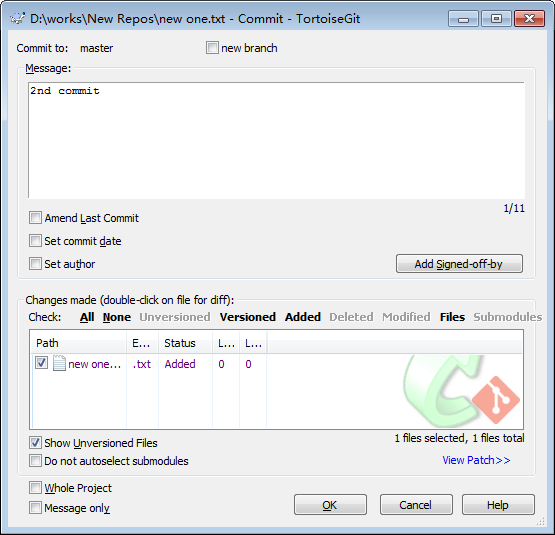 D:\works\New Repos\new one.txt - Commit - TortoiseGit
Commit to: master new branch
Message:
2nd commit
1/11
Amend Last Commit
Set commit date
Set author
Add Signed-off-by
Changes made (double-click on file for diff):
Check: All None Unversioned Versioned Added Deleted Modified Files Submodules
Path E... Status L... L...
new one... .txt Added 0 0
Show Unversioned Files
1 files selected, 1 files total
Do not autoselect submodules
View Patch>>
Whole Project
Message only
OK Cancel Help